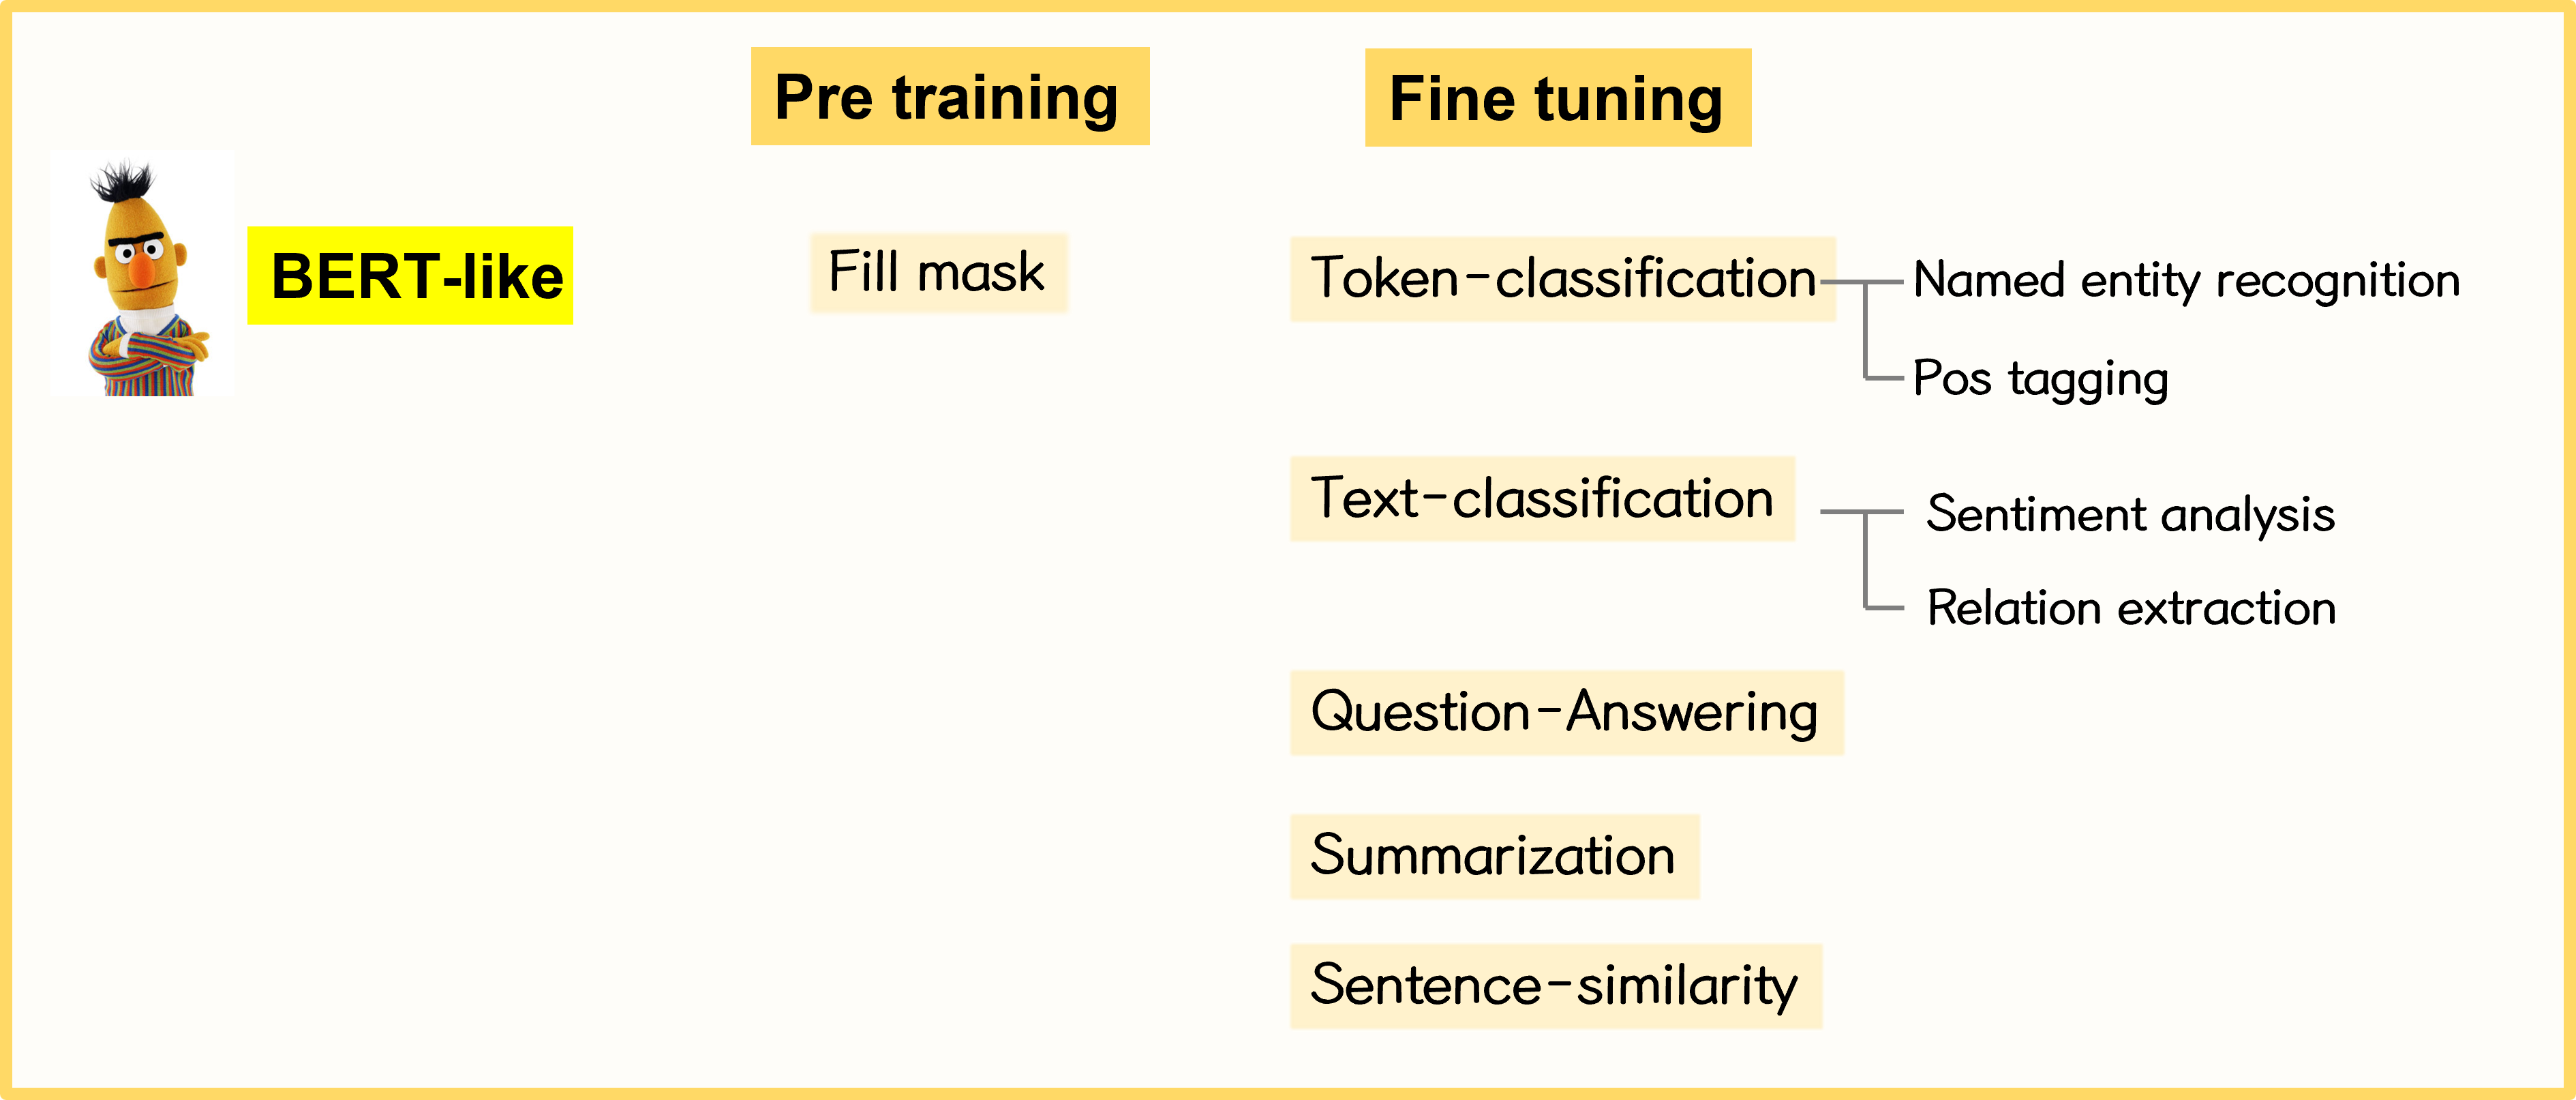 Pre training
Fine tuning
BERT-like
Fill mask
Token-classification
Named entity recognition
Pos tagging
Text-classification
Sentiment analysis
Relation extraction
Question-Answering
Summarization
Sentence-similarity